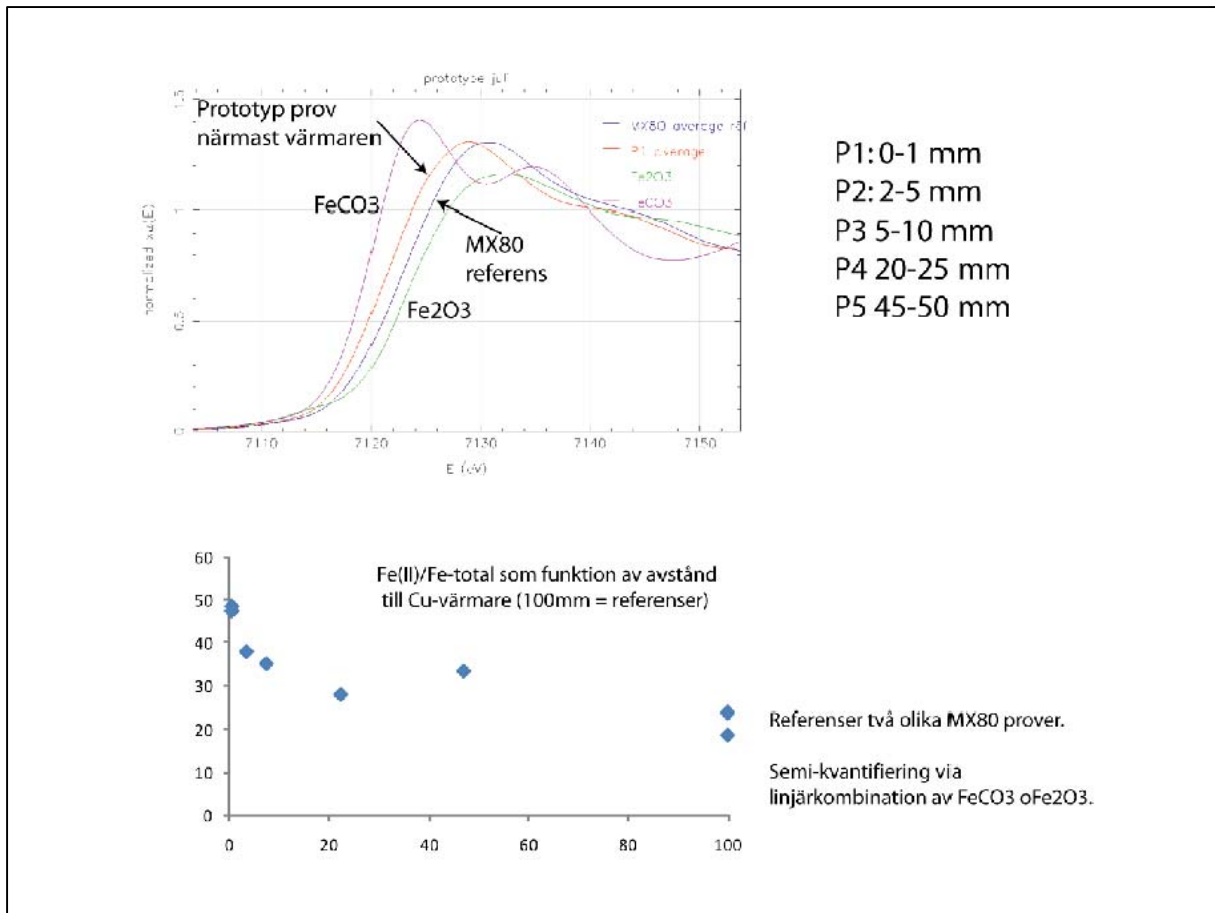 prototype juli
Prototyp prov
närmast värmaren
FeCO3
MX80
referens
Fe2O3
MX80 average ref
P1 average
Fe2O3
FeCO3
normalized xμ(E)
0
0.5
1
1.5
7110
7120
7130
7140
7150
E (eV)
P1: 0-1 mm
P2: 2-5 mm
P3 5-10 mm
P4 20-25 mm
P5 45-50 mm
Fe(II)/Fe-total som funktion av avstånd
till Cu-värmare (100mm = referenser)
60
50
40
30
20
10
0
0
20
40
60
80
100
Referenser två olika MX80 prover.
Semi-kvantifiering via
linjärkombination av FeCO3 oFe2O3.